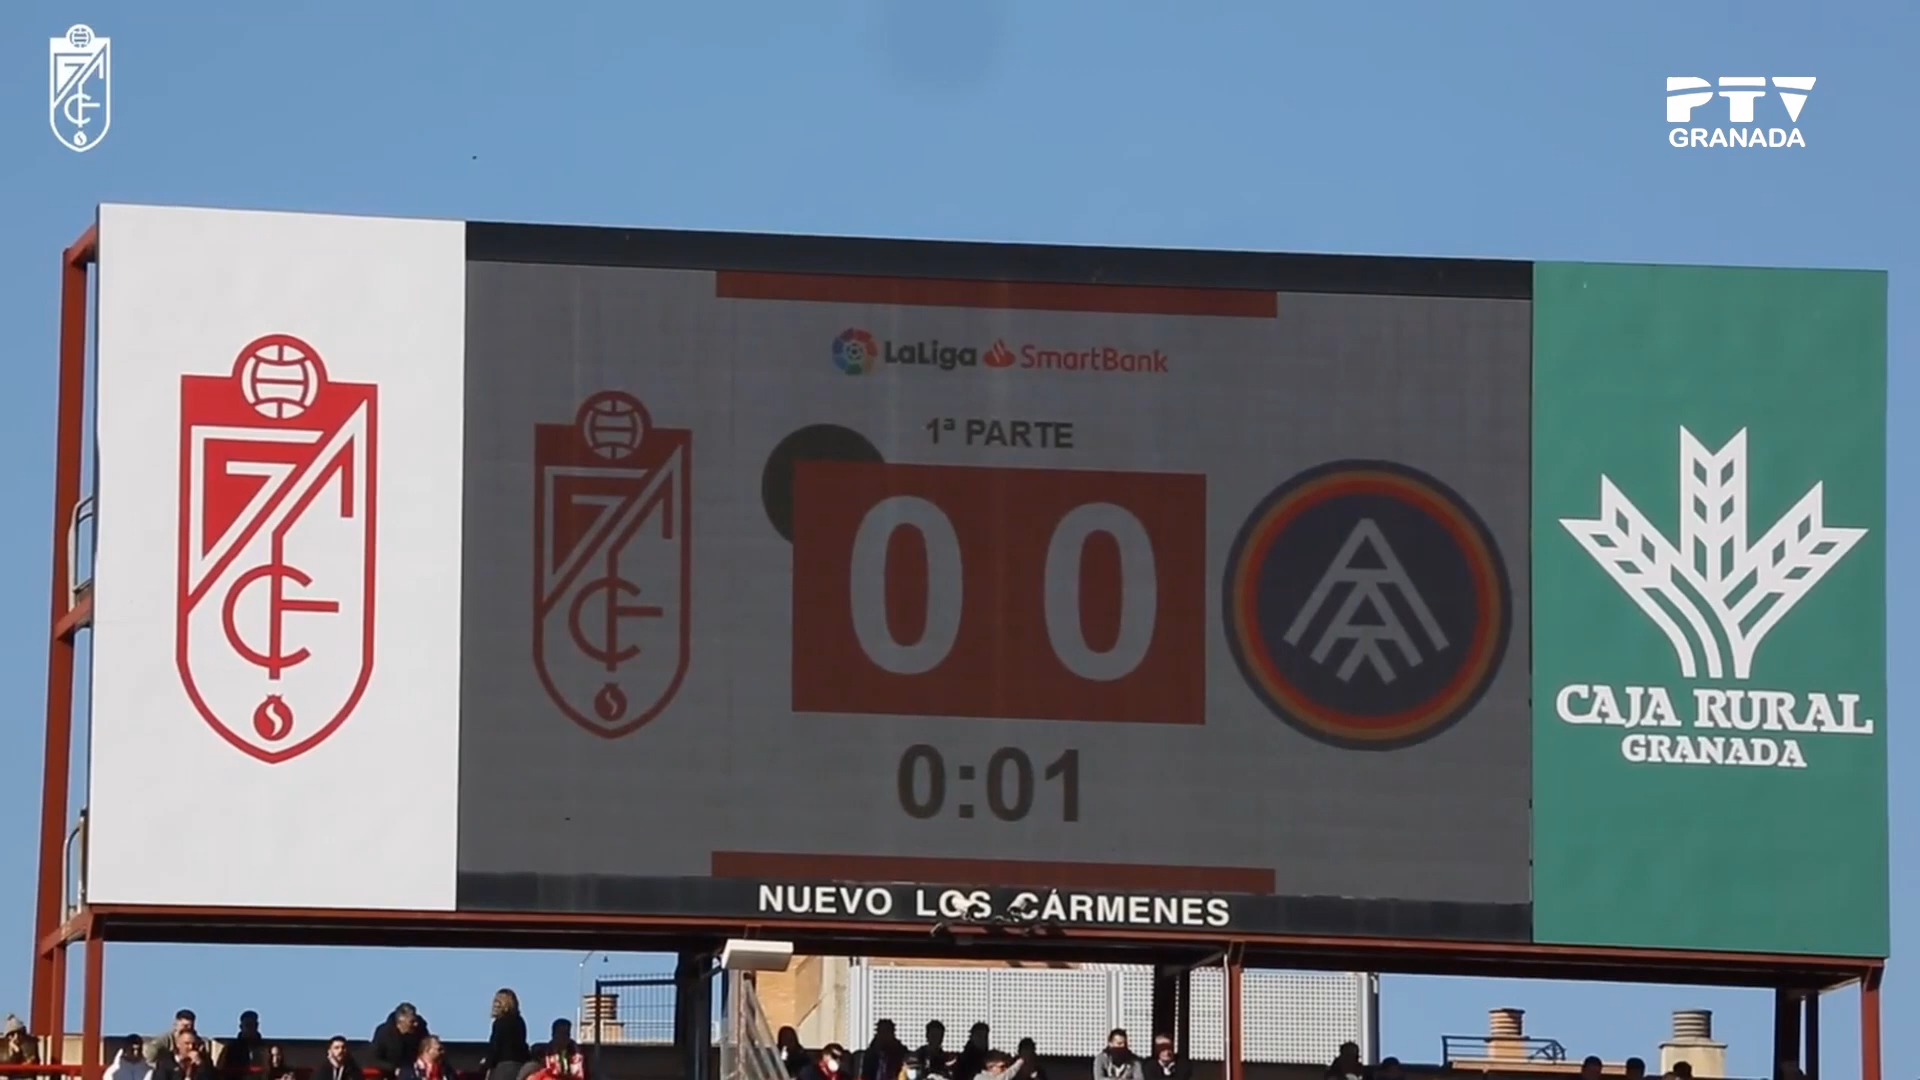 PTV
GRANADA
LaLiga SmartBank
1ª PARTE
0 0
0:01
NUEVO LOS CÁRMENES
CAJA RURAL
GRANADA